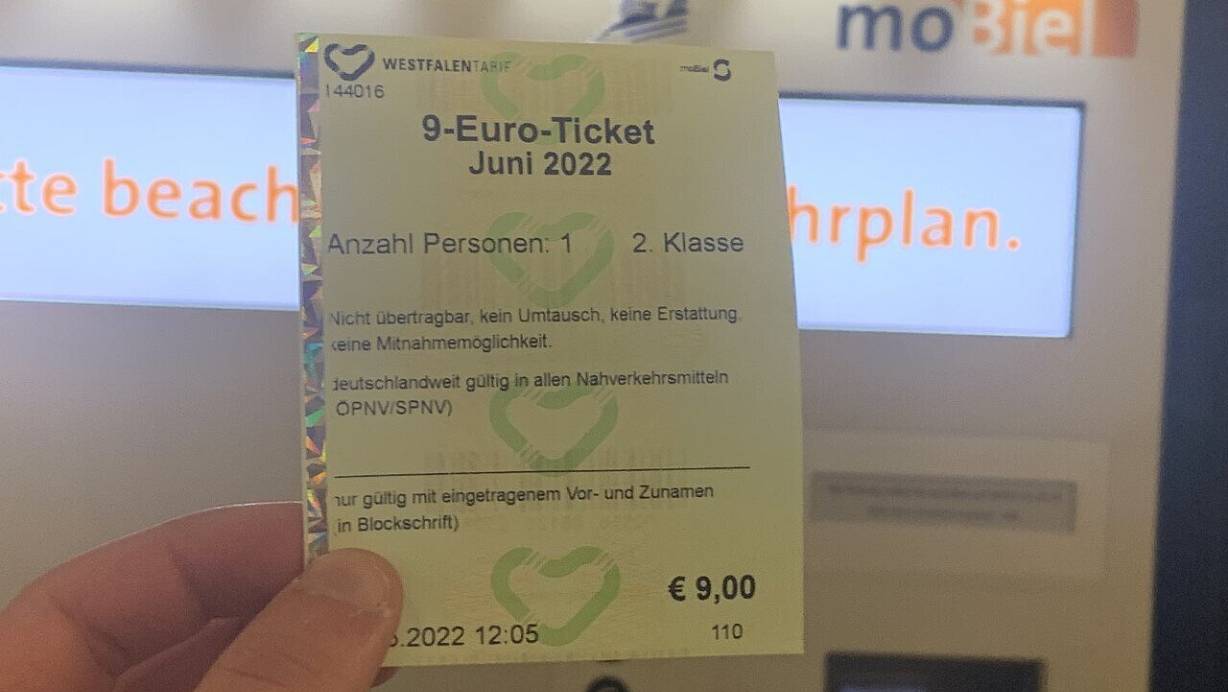 moBiel
WESTFALENTARIF
moBiel
144016
9-Euro-Ticket
Juni 2022
te beach
hrplan.
Anzahl Personen: 1 2. Klasse
Nicht übertragbar, kein Umtausch, keine Erstattung,
keine Mitnahmemöglichkeit.
deutschlandweit gültig in allen Nahverkehrsmitteln
ÖPNV/SPNV)
nur gültig mit eingetragenem Vor- und Zunamen
in Blockschrift)
€ 9,00
.2022 12:05
110